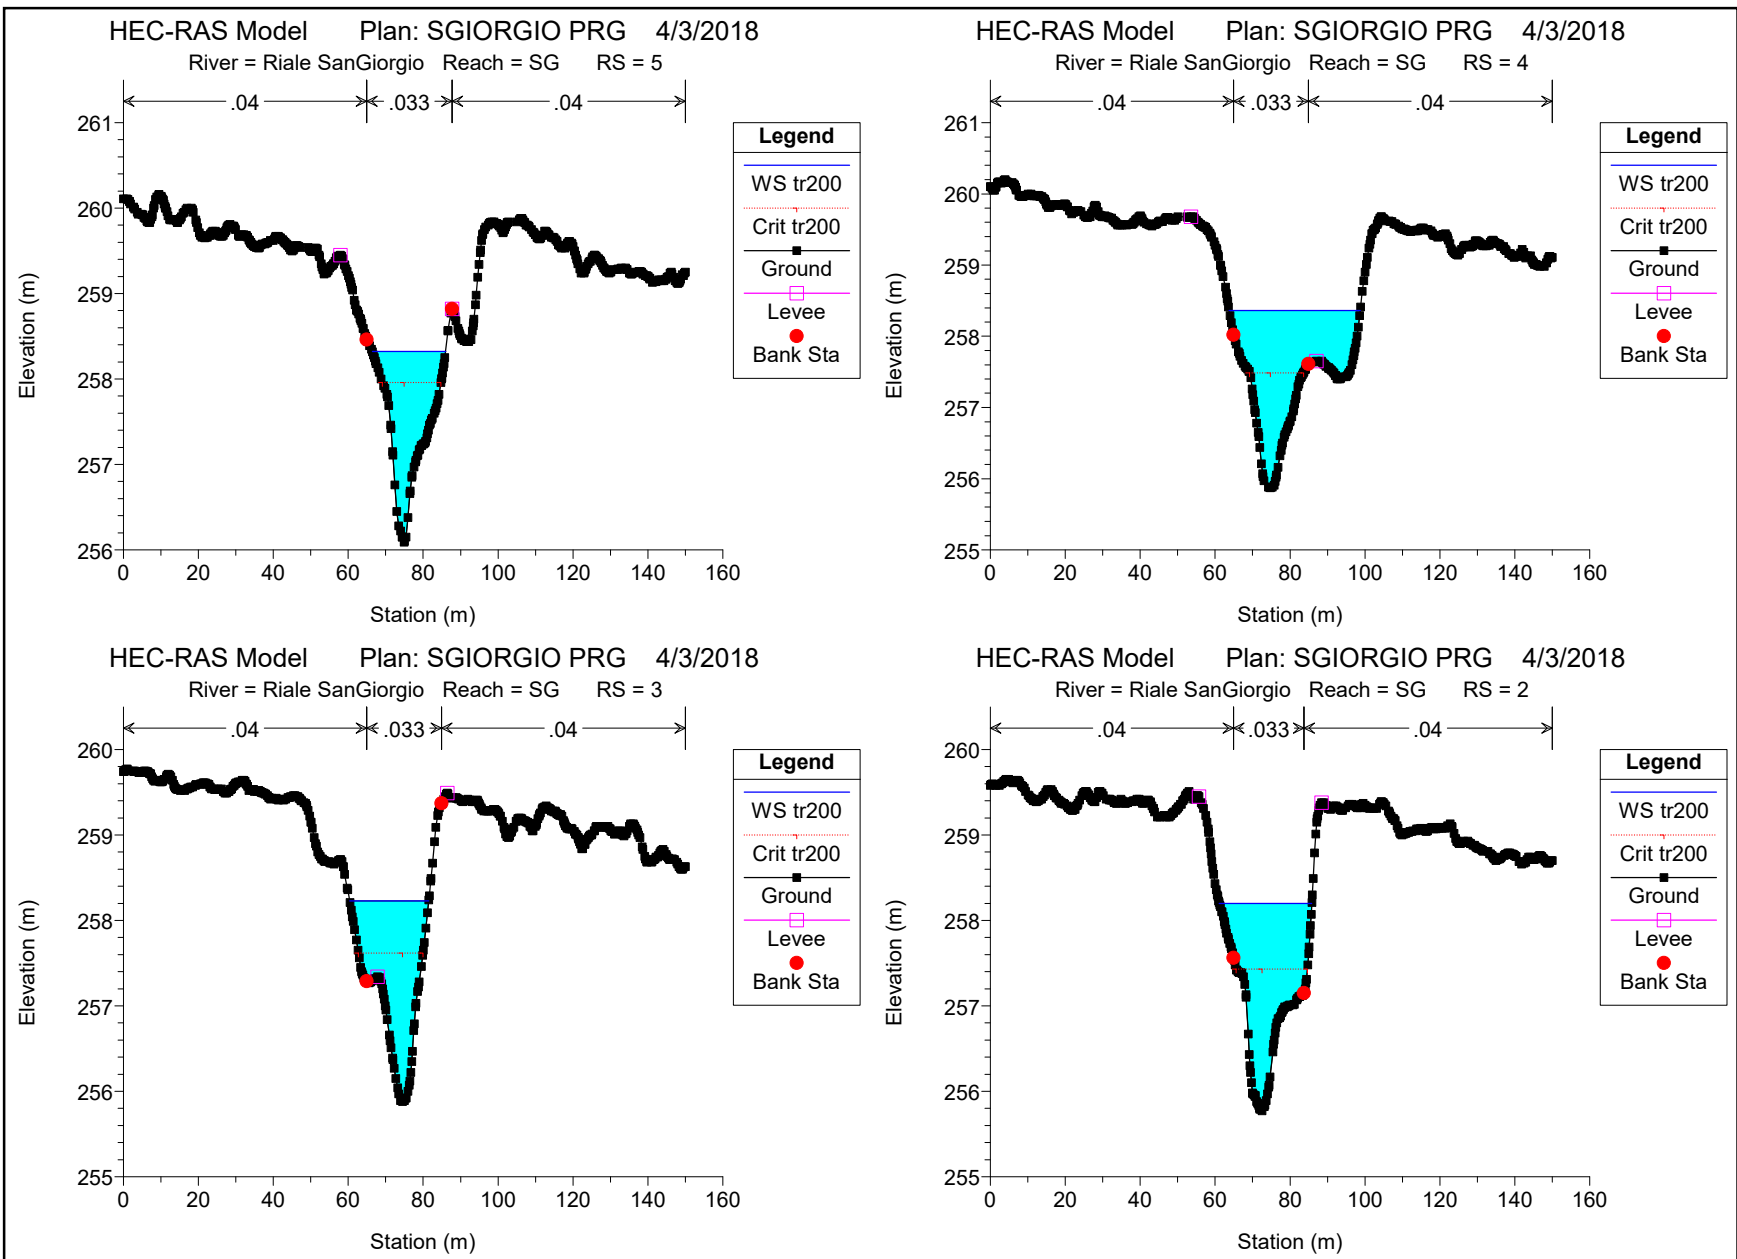 HEC-RAS Model Plan: SGIORGIO PRG 4/3/2018
River = Riale SanGiorgio Reach = SG RS = 5
.04 .033 .04
261
260
259
258
257
256
Elevation (m)
0 20 40 60 80 100 120 140 160
Station (m)
Legend
WS tr200
Crit tr200
Ground
Levee
Bank Sta
HEC-RAS Model Plan: SGIORGIO PRG 4/3/2018
River = Riale SanGiorgio Reach = SG RS = 4
.04 .033 .04
261
260
259
258
257
256
255
Elevation (m)
0 20 40 60 80 100 120 140 160
Station (m)
Legend
WS tr200
Crit tr200
Ground
Levee
Bank Sta
HEC-RAS Model Plan: SGIORGIO PRG 4/3/2018
River = Riale SanGiorgio Reach = SG RS = 3
.04 .033 .04
260
259
258
257
256
255
Elevation (m)
0 20 40 60 80 100 120 140 160
Station (m)
Legend
WS tr200
Crit tr200
Ground
Levee
Bank Sta
HEC-RAS Model Plan: SGIORGIO PRG 4/3/2018
River = Riale SanGiorgio Reach = SG RS = 2
.04 .033 .04
260
259
258
257
256
255
Elevation (m)
0 20 40 60 80 100 120 140 160
Station (m)
Legend
WS tr200
Crit tr200
Ground
Levee
Bank Sta